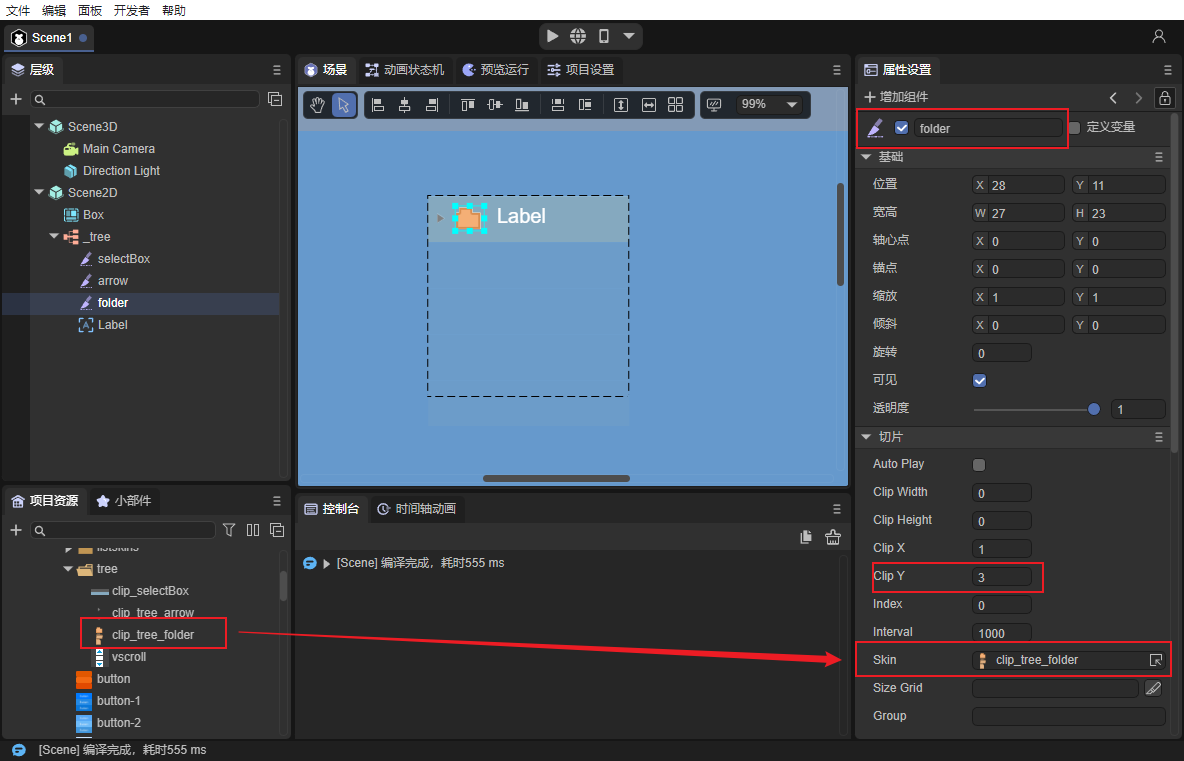 文件 编辑 面板 开发者 帮助
Scene1
层级
Scene3D
Main Camera
Direction Light
Scene2D
Box
_tree
selectBox
arrow
folder
Label
场景 动画状态机 预览运行 项目设置
99%
Label
属性设置
增加组件
folder 定义变量
基础
位置 X 28 Y 11
宽高 W 27 H 23
轴心点 X 0 Y 0
锚点 X 0 Y 0
缩放 X 1 Y 1
倾斜 X 0 Y 0
旋转 0
可见
透明度 1
切片
Auto Play
Clip Width 0
Clip Height 0
Clip X 1
Clip Y 3
Index 0
Interval 1000
Skin clip_tree_folder
Size Grid
Group
项目资源 小部件
tree
clip_selectBox
clip_tree_arrow
clip_tree_folder
vscroll
button
button-1
button-2
控制台 时间轴动画
[Scene] 编译完成，耗时555 ms
[Scene] 编译完成，耗时555 ms